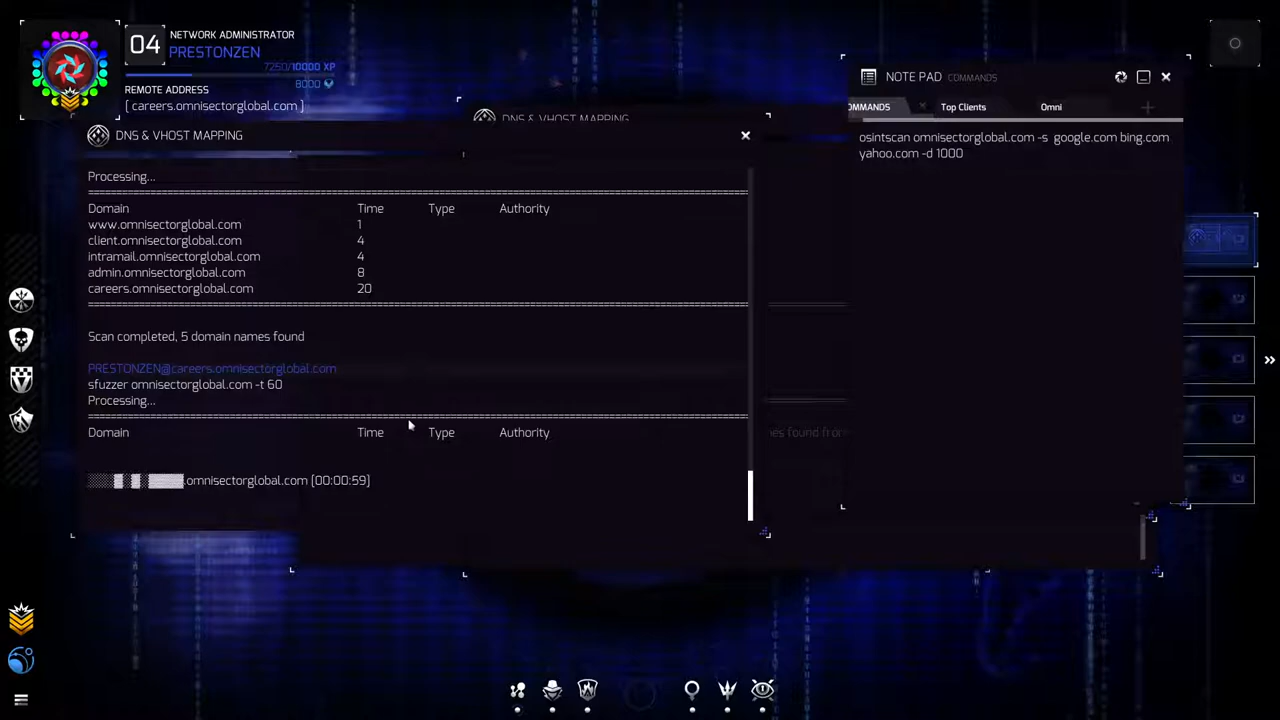 04
NETWORK ADMINISTRATOR
PRESTONZEN
7250/10000 XP
8000
REMOTE ADDRESS
[ careers.omnisectorglobal.com ]
DNS & VHOST MAPPING
DNS & VHOST MAPPING
Processing...
Domain Time Type Authority
www.omnisectorglobal.com 1
client.omnisectorglobal.com 4
intramail.omnisectorglobal.com 4
admin.omnisectorglobal.com 8
careers.omnisectorglobal.com 20
Scan completed, 5 domain names found
PRESTONZEN@careers.omnisectorglobal.com
sfuzzer omnisectorglobal.com -t 60
Processing...
Domain Time Type Authority
.omnisectorglobal.com [00:00:59]
NOTE PAD COMMANDS
OMMANDS Top Clients Omni
osintscan omnisectorglobal.com -s google.com bing.com
yahoo.com -d 1000